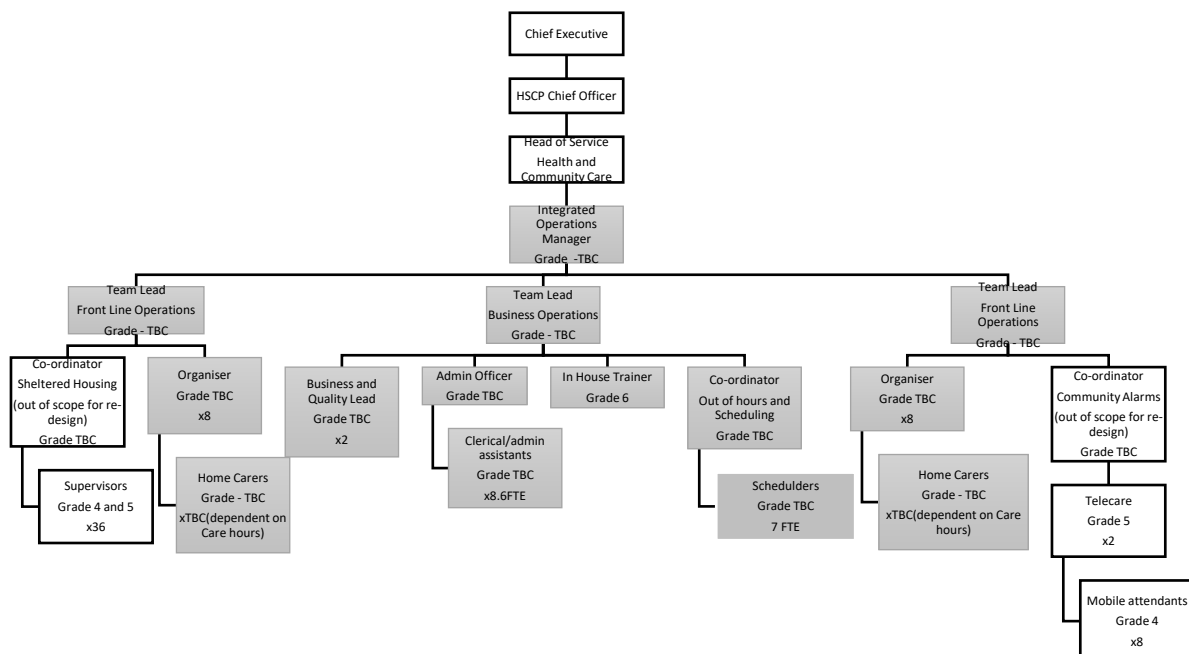 Chief Executive
HSCP Chief Officer
Head of Service
Health and
Community Care
Integrated
Operations
Manager
Grade -TBC
Team Lead
Front Line Operations
Grade - TBC
Team Lead
Business Operations
Grade - TBC
Team Lead
Front Line
Operations
Grade - TBC
Co-ordinator
Sheltered Housing
(out of scope for re-
design)
Grade TBC
Organiser
Grade TBC
x8
Business and
Quality Lead
Grade TBC
x2
Admin Officer
Grade TBC
In House Trainer
Grade 6
Co-ordinator
Out of hours and
Scheduling
Grade TBC
Organiser
Grade TBC
x8
Co-ordinator
Community Alarms
(out of scope for re-
design)
Grade TBC
Supervisors
Grade 4 and 5
x36
Home Carers
Grade - TBC
xTBC(dependent on
Care hours)
Clerical/admin
assistants
Grade TBC
x8.6FTE
Schedulders
Grade TBC
7 FTE
Home Carers
Grade - TBC
xTBC(dependent on Care
hours)
Telecare
Grade 5
x2
Mobile attendants
Grade 4
x8